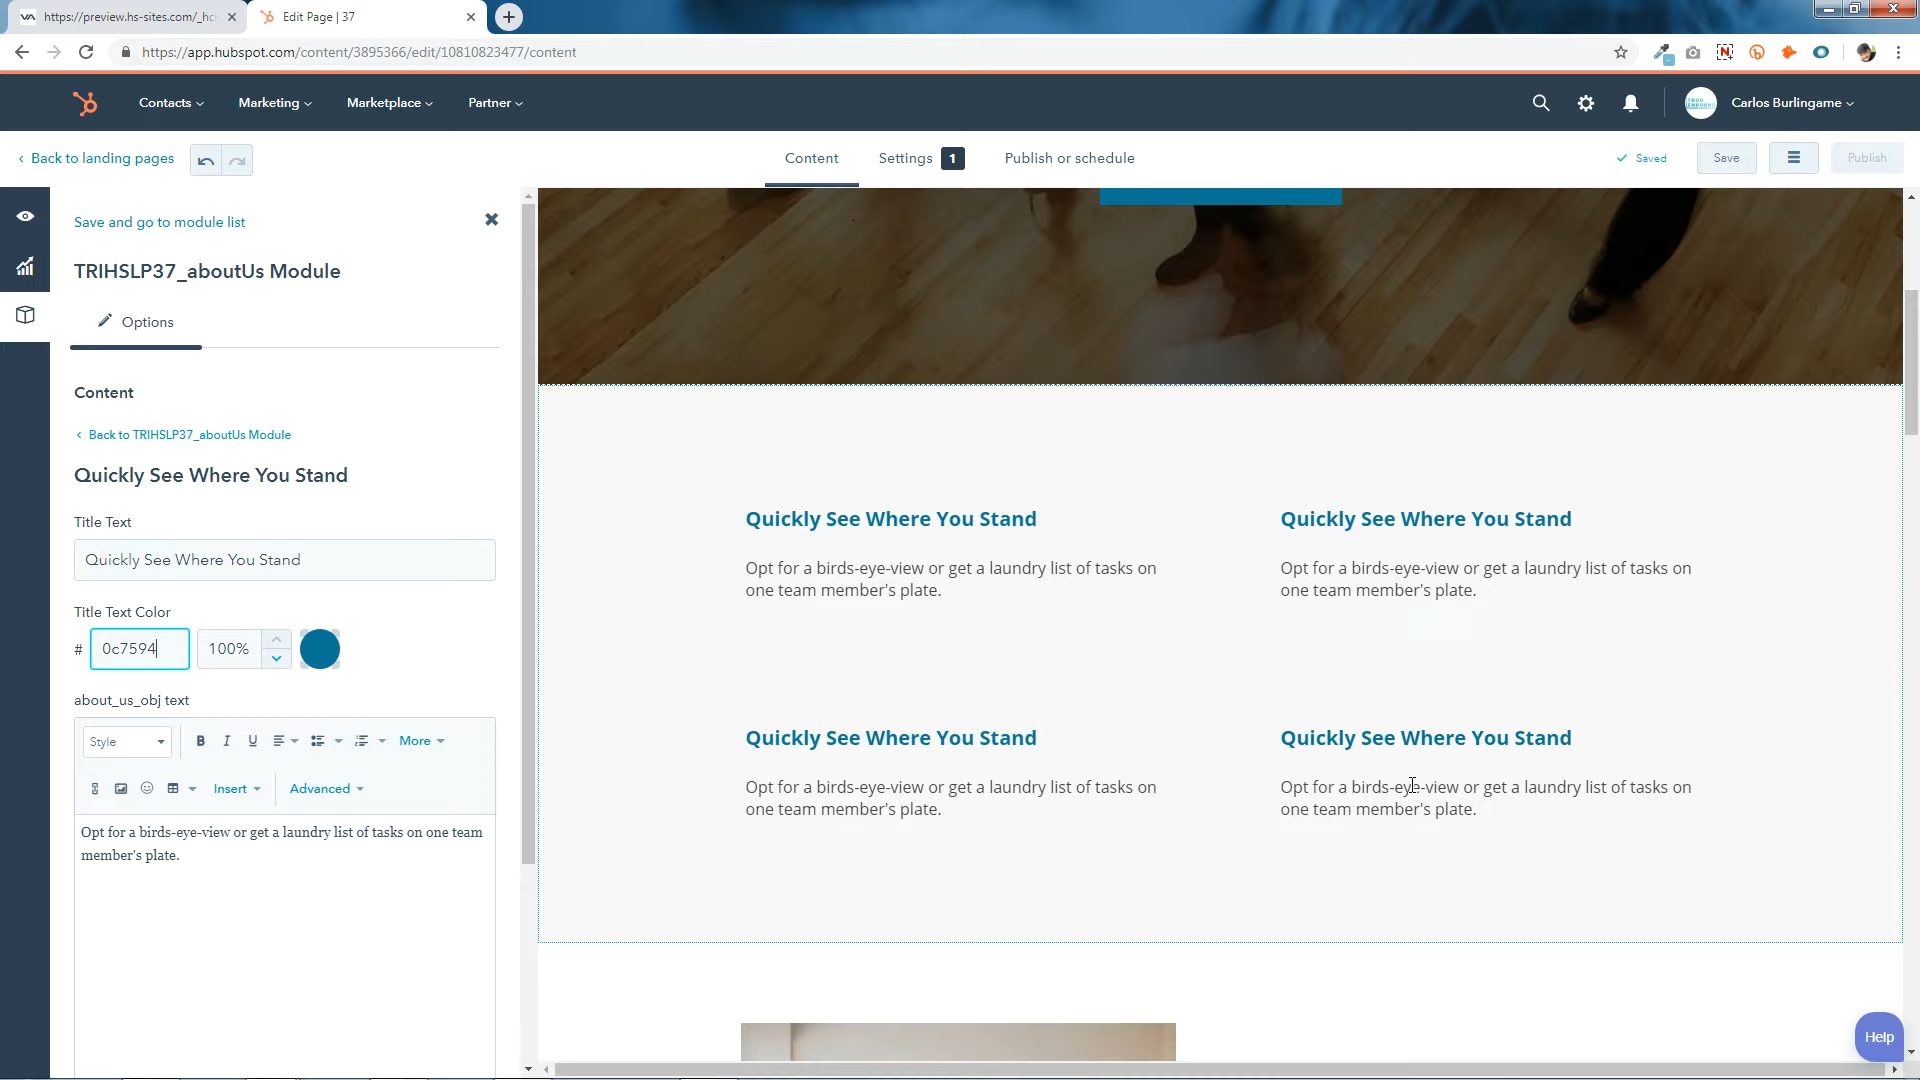 https://preview.hs-sites.com/_hc
Edit Page | 37
https://app.hubspot.com/content/3895366/edit/10810823477/content
Contacts
Marketing
Marketplace
Partner
Carlos Burlingame
Back to landing pages
Content
Settings 1
Publish or schedule
Saved
Save
Publish
Save and go to module list
TRIHSLP37_aboutUs Module
Options
Content
Back to TRIHSLP37_aboutUs Module
Quickly See Where You Stand
Title Text
Quickly See Where You Stand
Title Text Color
# 0c7594 100%
about_us_obj text
Style B I U More
Insert Advanced
Opt for a birds-eye-view or get a laundry list of tasks on one team
member's plate.
Quickly See Where You Stand
Opt for a birds-eye-view or get a laundry list of tasks on
one team member's plate.
Quickly See Where You Stand
Opt for a birds-eye-view or get a laundry list of tasks on
one team member's plate.
Quickly See Where You Stand
Opt for a birds-eye-view or get a laundry list of tasks on
one team member's plate.
Quickly See Where You Stand
Opt for a birds-eye-view or get a laundry list of tasks on
one team member's plate.
Help